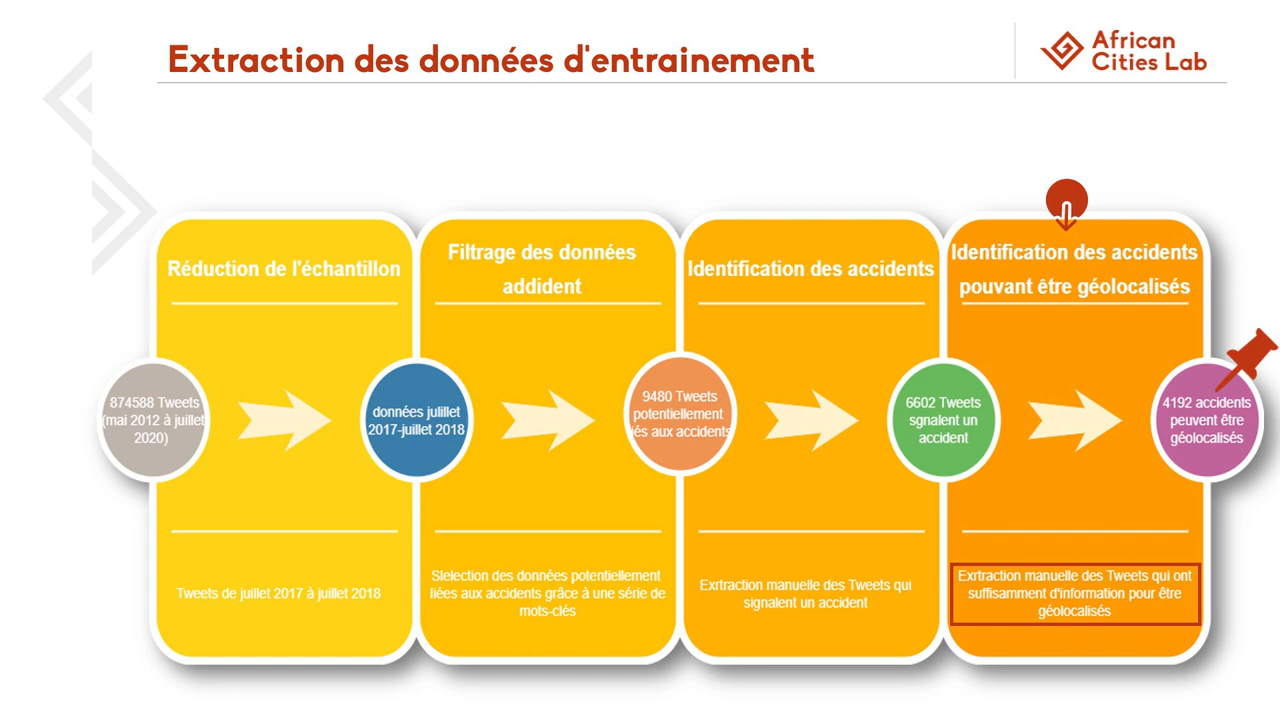 Extraction des données d'entrainement
African
Cities Lab
Réduction de l'échantillon
Filtrage des données
addident
Identification des accidents
Identification des accidents
pouvant être géolocalisés
874588 Tweets
(mai 2012 à juillet
2020)
données julillet
2017-juillet 2018
9480 Tweets
potentiellement
liés aux accidents
6602 Tweets
sgnalent un
accident
4192 accidents
peuvent être
géolocalisés
Tweets de juillet 2017 à juillet 2018
Slelection des données potentiellement
liées aux accidents grâce à une série de
mots-clés
Exrtraction manuelle des Tweets qui
signalent un accident
Exrtraction manuelle des Tweets qui ont
suffisamment d'information pour être
géolocalisés